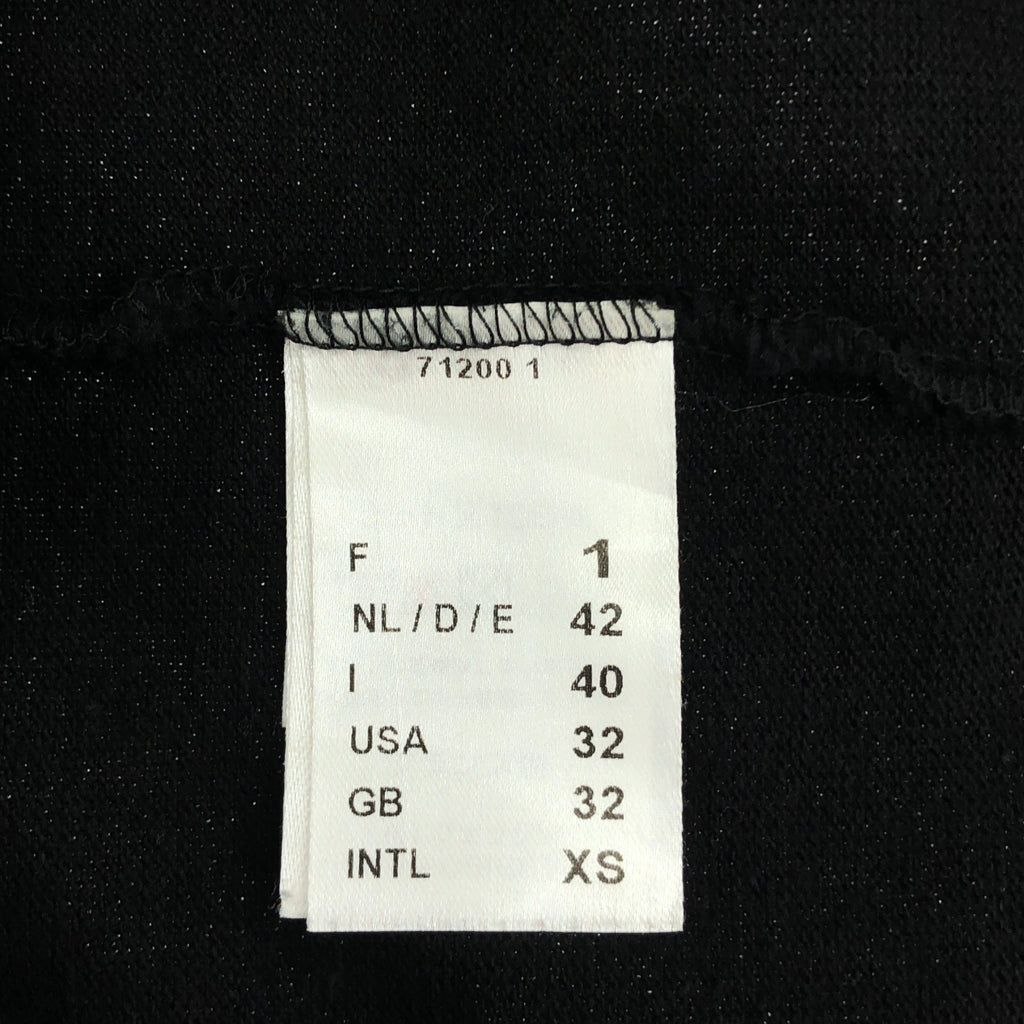 71200 1
F 1
NL / D / E 42
I 40
USA 32
GB 32
INTL XS